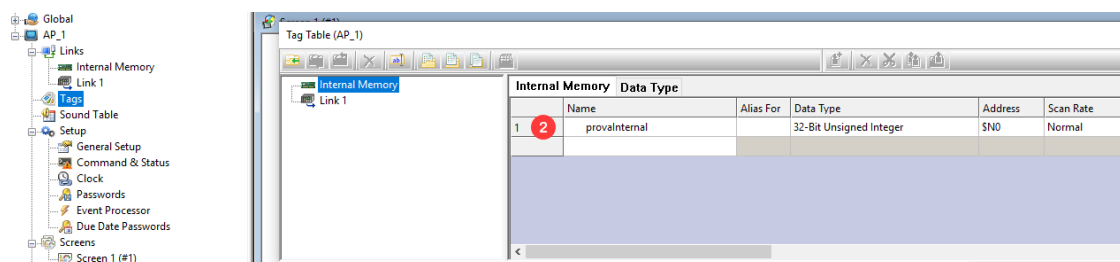 Global
AP_1
Links
Internal Memory
Link 1
Tags
Sound Table
Setup
General Setup
Command & Status
Clock
Passwords
Event Processor
Due Date Passwords
Screens
Screen 1 (#1)
Screen 1 (#1)
Tag Table (AP_1)
Internal Memory
Link 1
Internal Memory Data Type
Name Alias For Data Type Address Scan Rate
1 2 provaInternal 32-Bit Unsigned Integer $N0 Normal